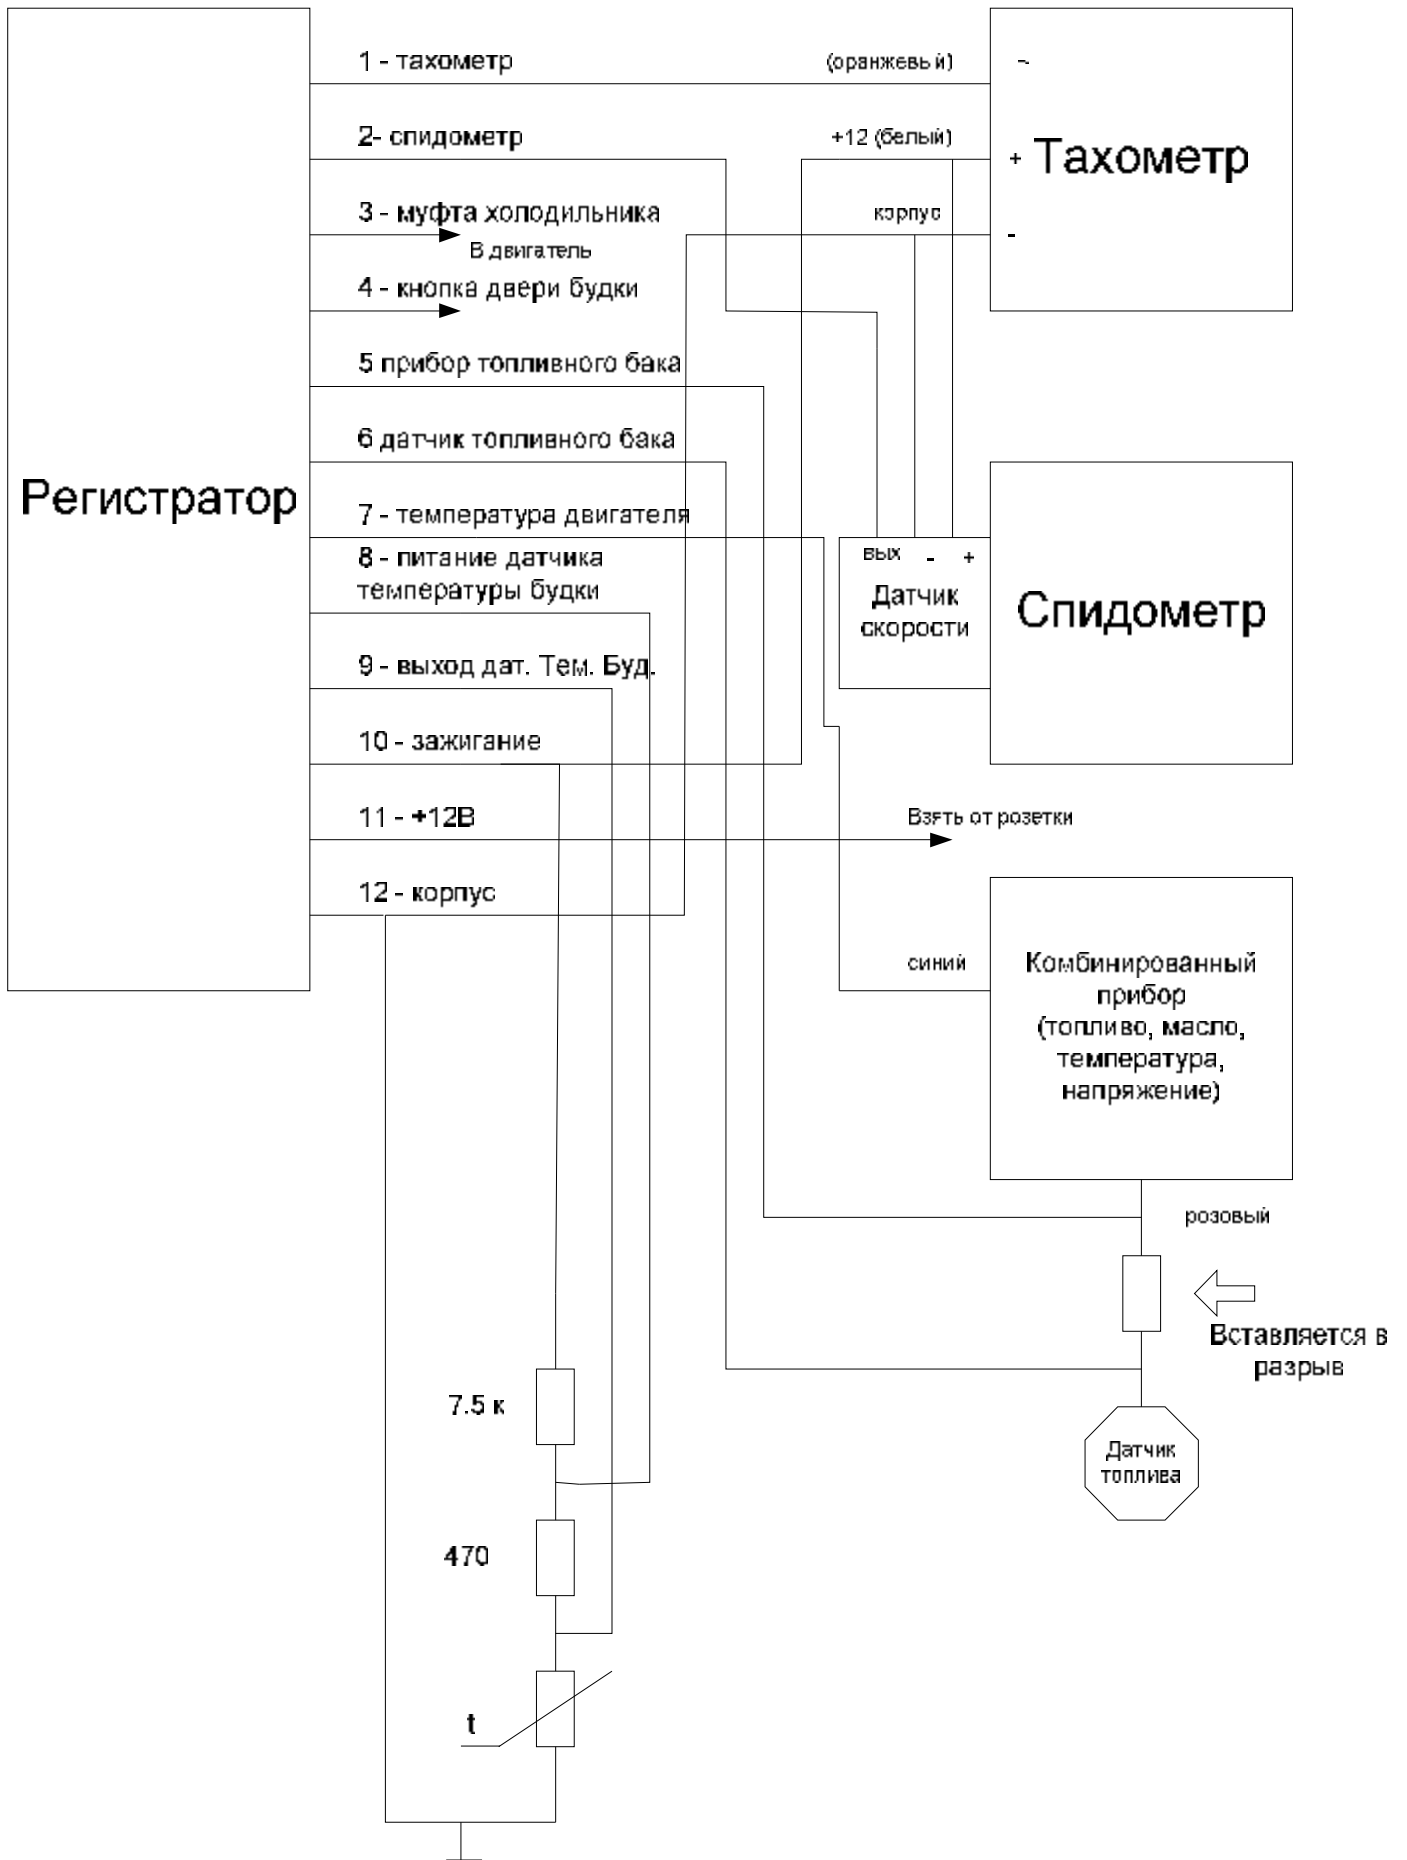 1 - тахометр
(оранжевый)
~
2- спидометр
+12 (белый)
+ Тахометр
3 - муфта холодильника
корпус
-
В двигатель
4 - кнопка двери будки
5 прибор топливного бака
6 датчик топливного бака
Регистратор
7 - температура двигателя
8 - питание датчика
температуры будки
вых - +
Датчик
скорости
Спидометр
9 - выход дат. Тем. Буд.
10 - зажигание
11 - +12В
Взять от розетки
12 - корпус
синий
Комбинированный
прибор
(топливо, масло,
температура,
напряжение)
розовый
Вставляется в
разрыв
7.5 к
Датчик
топлива
470
t